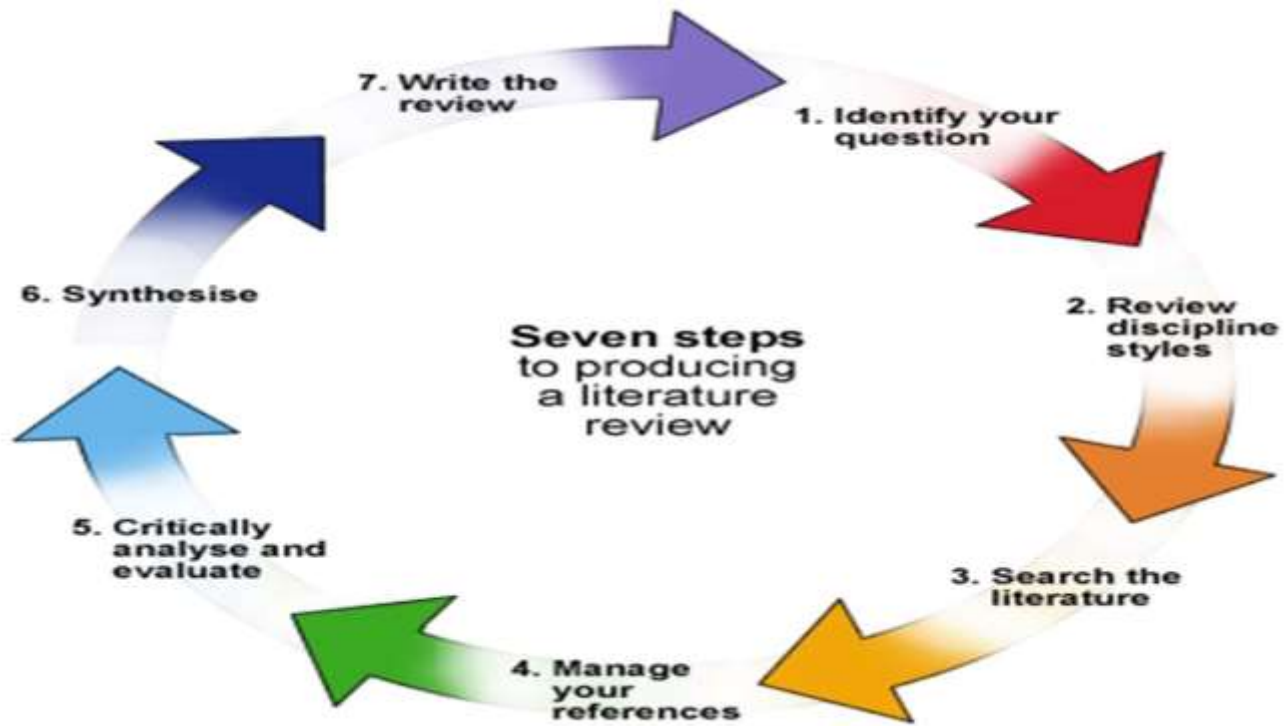 Seven steps
to producing
a literature
review
1. Identify your
question
2. Review
discipline
styles
3. Search the
literature
4. Manage
your
references
5. Critically
analyse and
evaluate
6. Synthesise
7. Write the
review